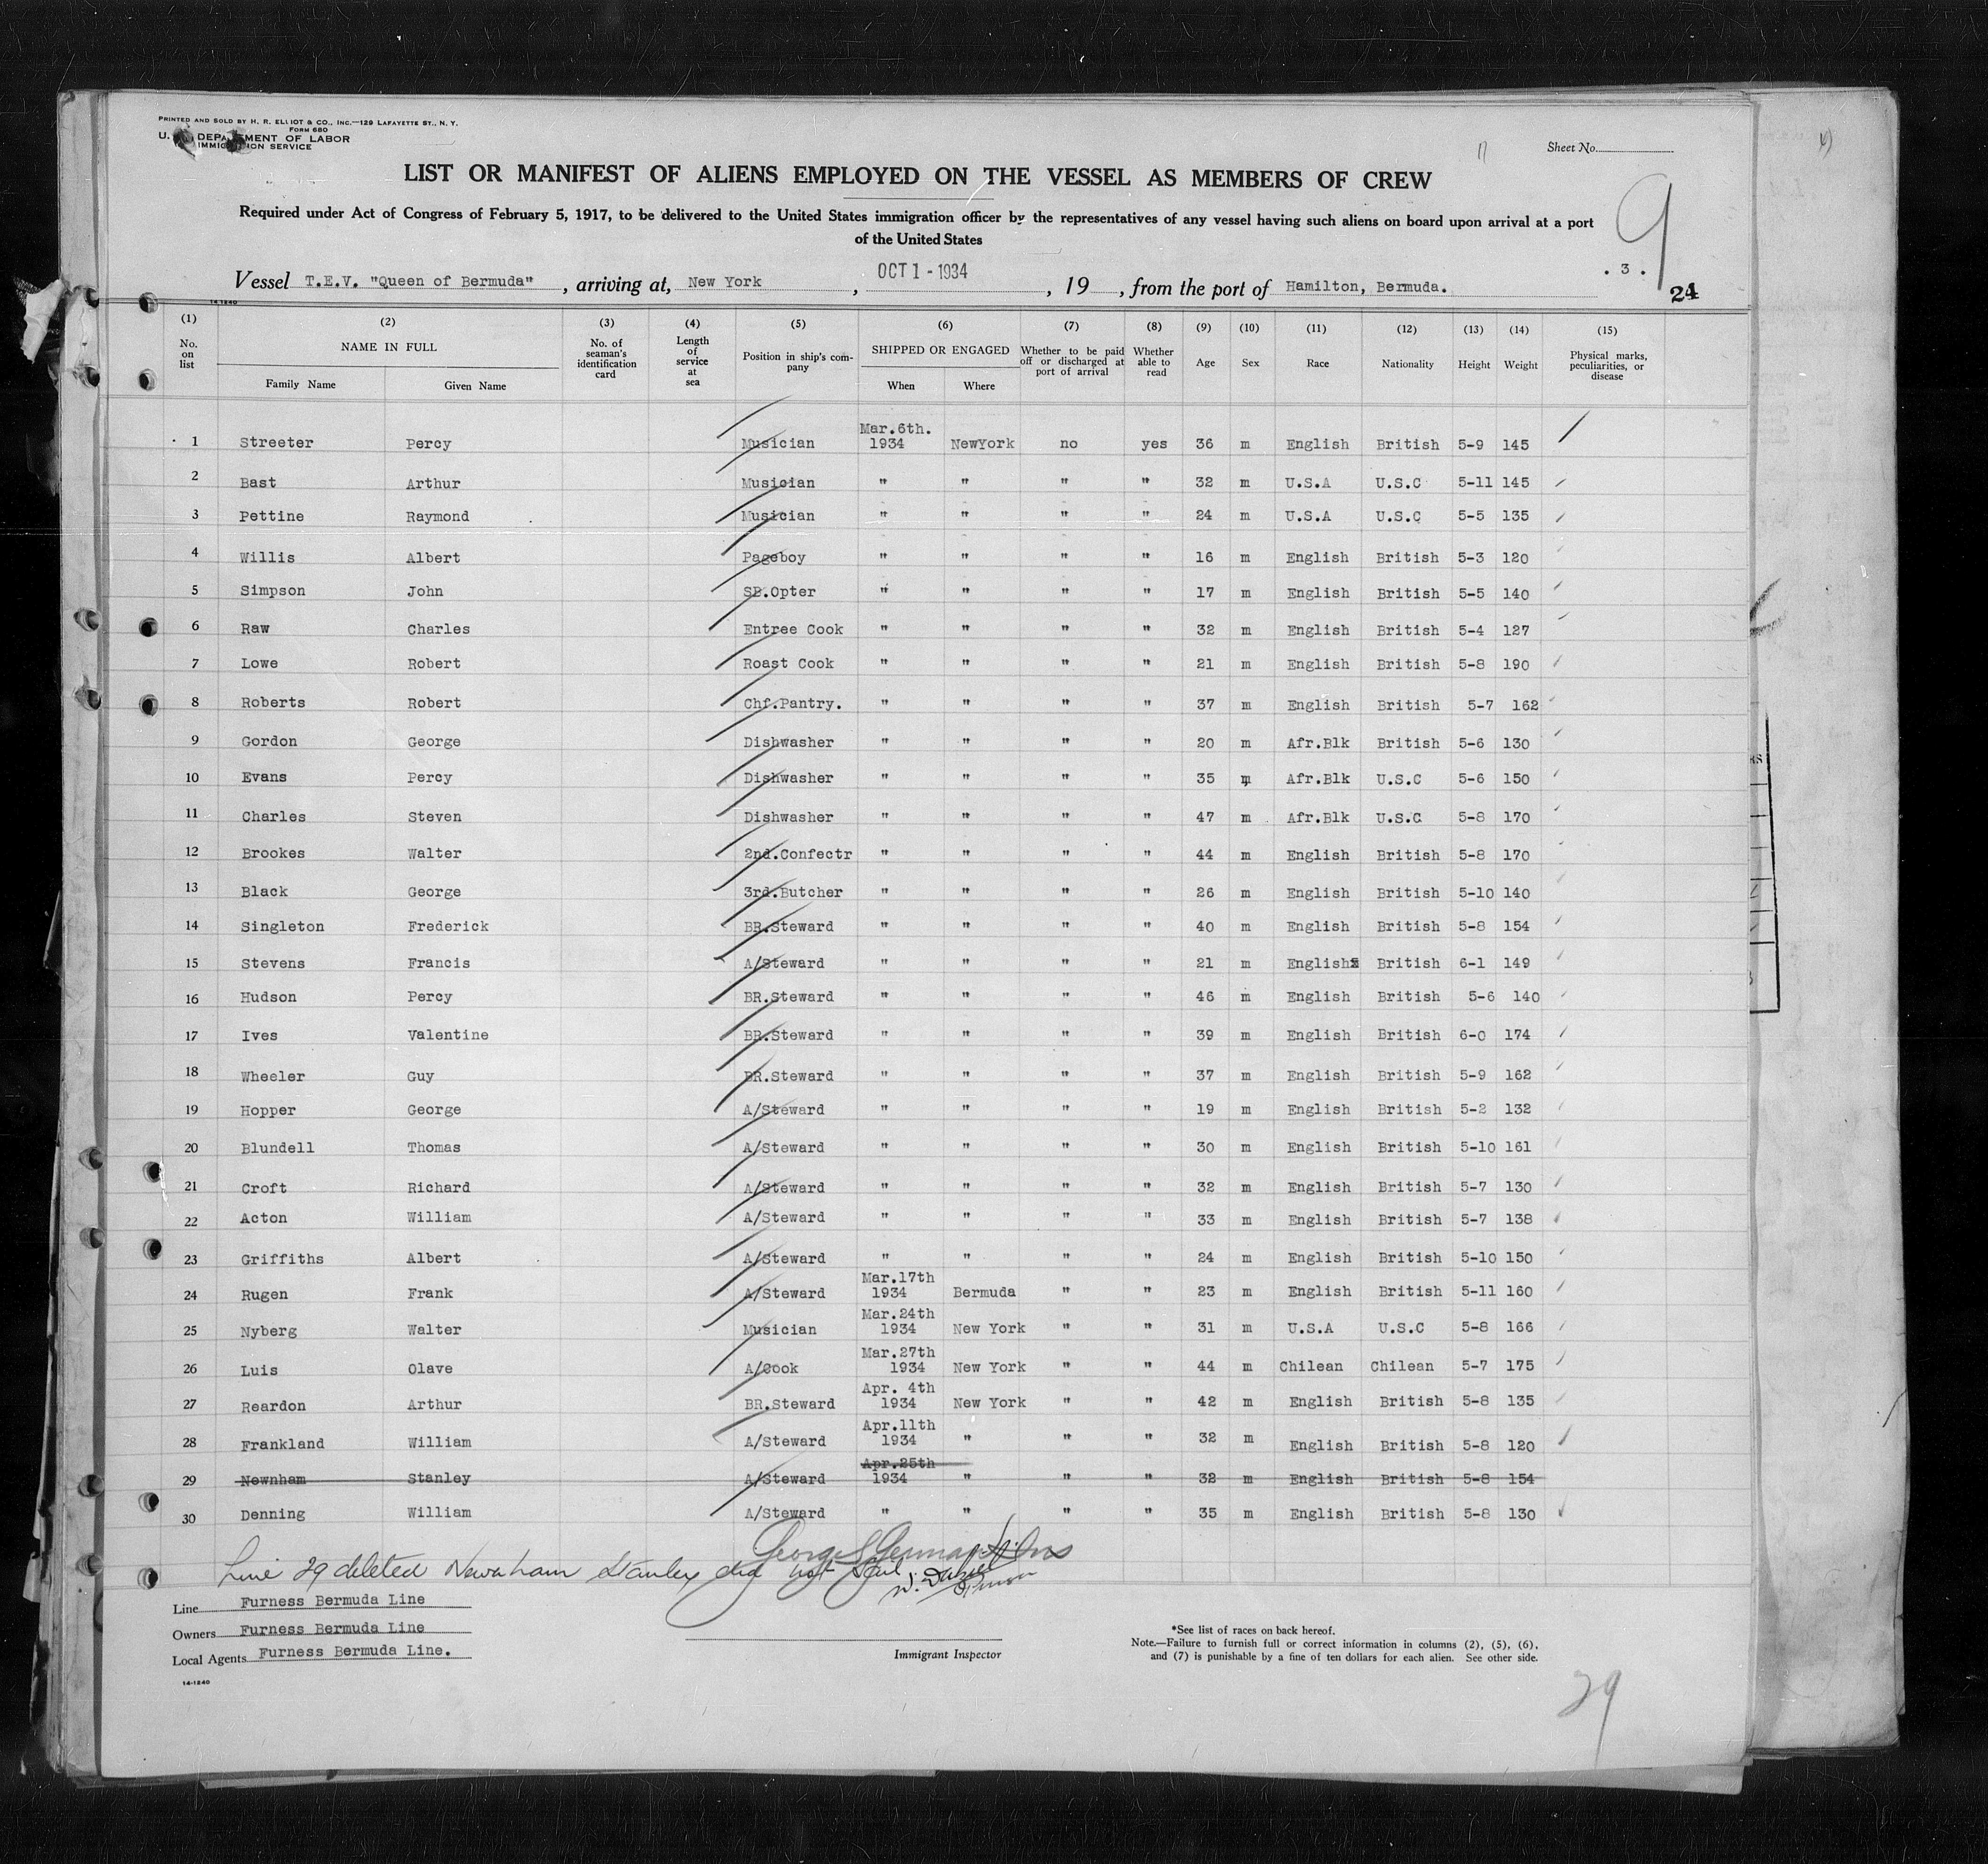 PRINTED AND SOLD BY H. R. ELLIOT & CO., INC.—129 LAFAYETTE ST., N. Y.
FORM 680
U. DEPARTMENT OF LABOR
IMMIGRATION SERVICE
11
Sheet No.
LIST OR MANIFEST OF ALIENS EMPLOYED ON THE VESSEL AS MEMBERS OF CREW
Required under Act of Congress of February 5, 1917, to be delivered to the United States immigration officer by the representatives of any vessel having such aliens on board upon arrival at a port
of the United States
9
. 3 .
24
Vessel T.E.V. "Queen of Bermuda" , arriving at, New York , OCT 1 - 1934 , 19 , from the port of Hamilton, Bermuda.
14-1240
(1) (2) (3) (4) (5) (6) (7) (8) (9) (10) (11) (12) (13) (14) (15)
No. on list NAME IN FULL Family Name Given Name No. of seaman's identification card Length of service at sea Position in ship's company SHIPPED OR ENGAGED When Where Whether to be paid off or discharged at port of arrival Whether able to read Age Sex Race Nationality Height Weight Physical marks, peculiarities, or disease
1 Streeter Percy Musician Mar.6th. 1934 NewYork no yes 36 m English British 5-9 145
2 Bast Arthur Musician " " " " 32 m U.S.A U.S.C 5-11 145
3 Pettine Raymond Musician " " " " 24 m U.S.A U.S.C 5-5 135
4 Willis Albert Pageboy " " " " 16 m English British 5-3 120
5 Simpson John SB.Opter " " " " 17 m English British 5-5 140
6 Raw Charles Entree Cook " " " " 32 m English British 5-4 127
7 Lowe Robert Roast Cook " " " " 21 m English British 5-8 190
8 Roberts Robert Chf.Pantry. " " " " 37 m English British 5-7 162
9 Gordon George Dishwasher " " " " 20 m Afr.Blk British 5-6 130
10 Evans Percy Dishwasher " " " " 35 m Afr.Blk U.S.C 5-6 150
11 Charles Steven Dishwasher " " " " 47 m Afr.Blk U.S.C 5-8 170
12 Brookes Walter 2nd.Confectr " " " " 44 m English British 5-8 170
13 Black George 3rd.Butcher " " " " 26 m English British 5-10 140
14 Singleton Frederick BR.Steward " " " " 40 m English British 5-8 154
15 Stevens Francis A/Steward " " " " 21 m English British 6-1 149
16 Hudson Percy BR.Steward " " " " 46 m English British 5-6 140
17 Ives Valentine BR.Steward " " " " 39 m English British 6-0 174
18 Wheeler Guy BR.Steward " " " " 37 m English British 5-9 162
19 Hopper George A/Steward " " " " 19 m English British 5-2 132
20 Blundell Thomas A/Steward " " " " 30 m English British 5-10 161
21 Croft Richard A/Steward " " " " 32 m English British 5-7 130
22 Acton William A/Steward " " " " 33 m English British 5-7 138
23 Griffiths Albert A/Steward " " " " 24 m English British 5-10 150
24 Rugen Frank A/Steward Mar.17th 1934 Bermuda " " 23 m English British 5-11 160
25 Nyberg Walter Musician Mar.24th 1934 New York " " 31 m U.S.A U.S.C 5-8 166
26 Luis Olave A/Cook Mar.27th 1934 New York " " 44 m Chilean Chilean 5-7 175
27 Reardon Arthur BR.Steward Apr. 4th 1934 New York " " 42 m English British 5-8 135
28 Frankland William A/Steward Apr.11th 1934 " " " 32 m English British 5-8 120
29 Newnham Stanley A/Steward Apr.25th 1934 " " " 32 m English British 5-8 154
30 Denning William A/Steward " " " " 35 m English British 5-8 130
Line 29 deleted Newnham Stanley did not Sail
Line Furness Bermuda Line
Owners Furness Bermuda Line
Local Agents Furness Bermuda Line.
14-1240
Immigrant Inspector
*See list of races on back hereof.
Note.—Failure to furnish full or correct information in columns (2), (5), (6),
and (7) is punishable by a fine of ten dollars for each alien. See other side.
29